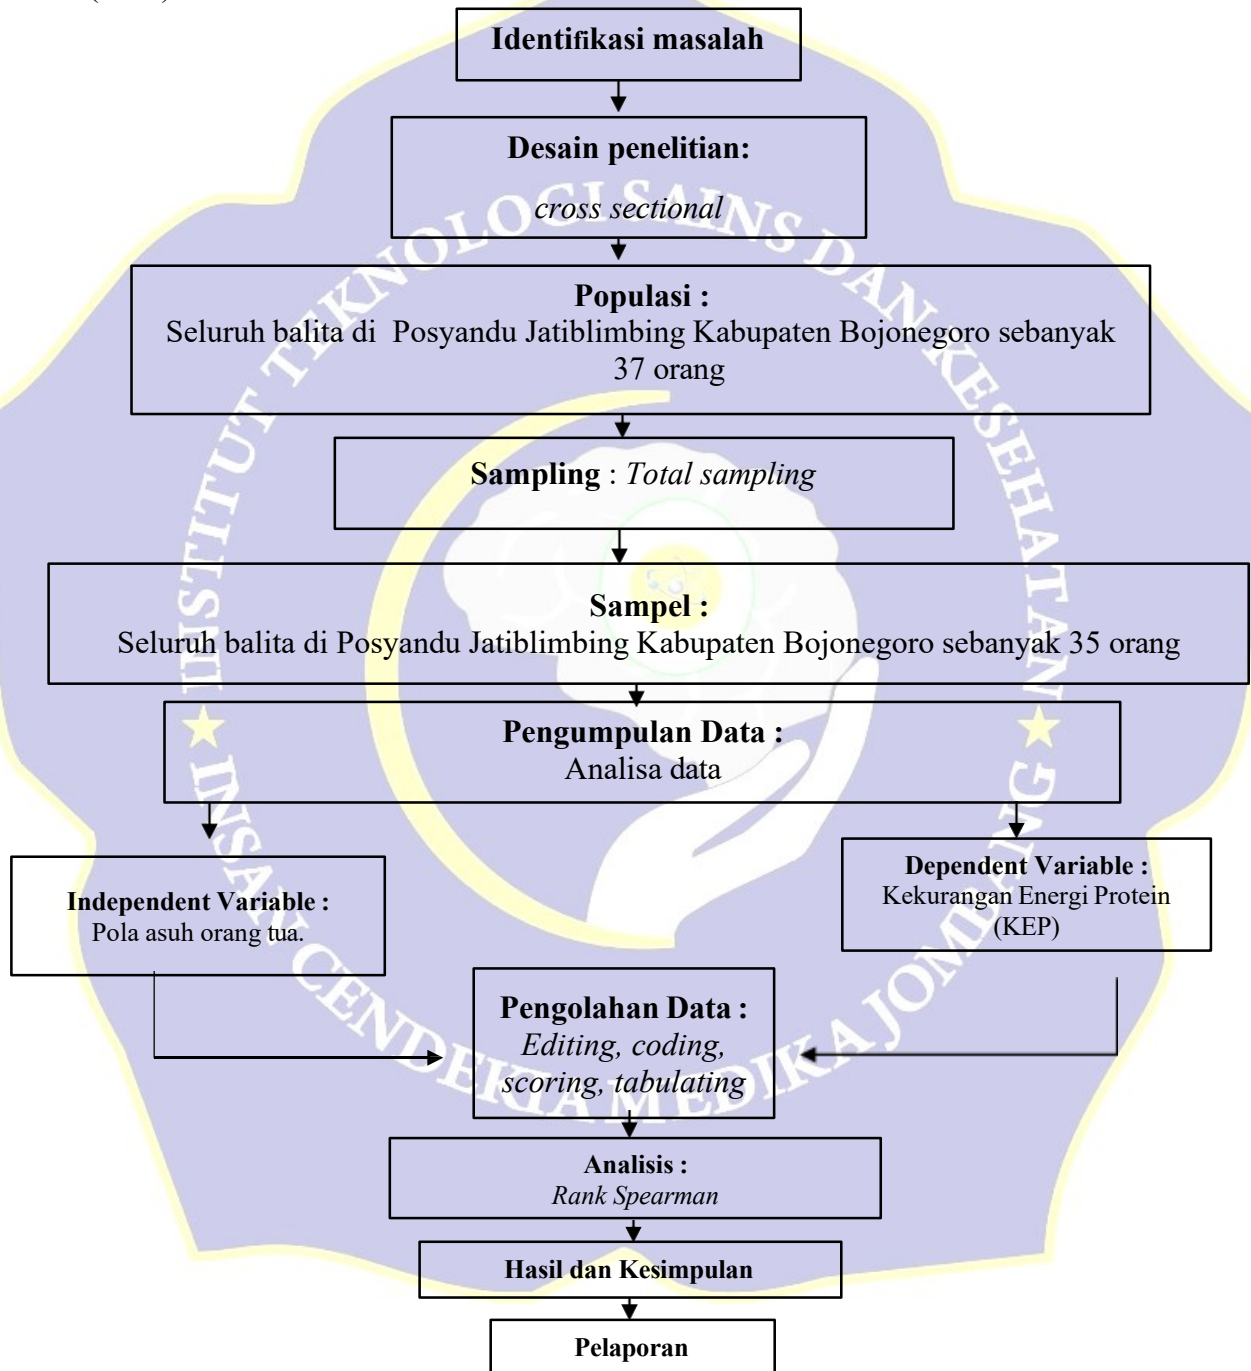 Identifikasi masalah
Desain penelitian:
cross sectional
Populasi :
Seluruh balita di Posyandu Jatiblimbing Kabupaten Bojonegoro sebanyak
37 orang
Sampling : Total sampling
Sampel :
Seluruh balita di Posyandu Jatiblimbing Kabupaten Bojonegoro sebanyak 35 orang
Pengumpulan Data :
Analisa data
Independent Variable :
Pola asuh orang tua.
Dependent Variable :
Kekurangan Energi Protein
(KEP)
Pengolahan Data :
Editing, coding,
scoring, tabulating
Analisis :
Rank Spearman
Hasil dan Kesimpulan
Pelaporan
INSTITUT TEKNOLOGI SAINS DAN KESEHATAN
INSAN CENDEKIA MEDIKA JOMBANG